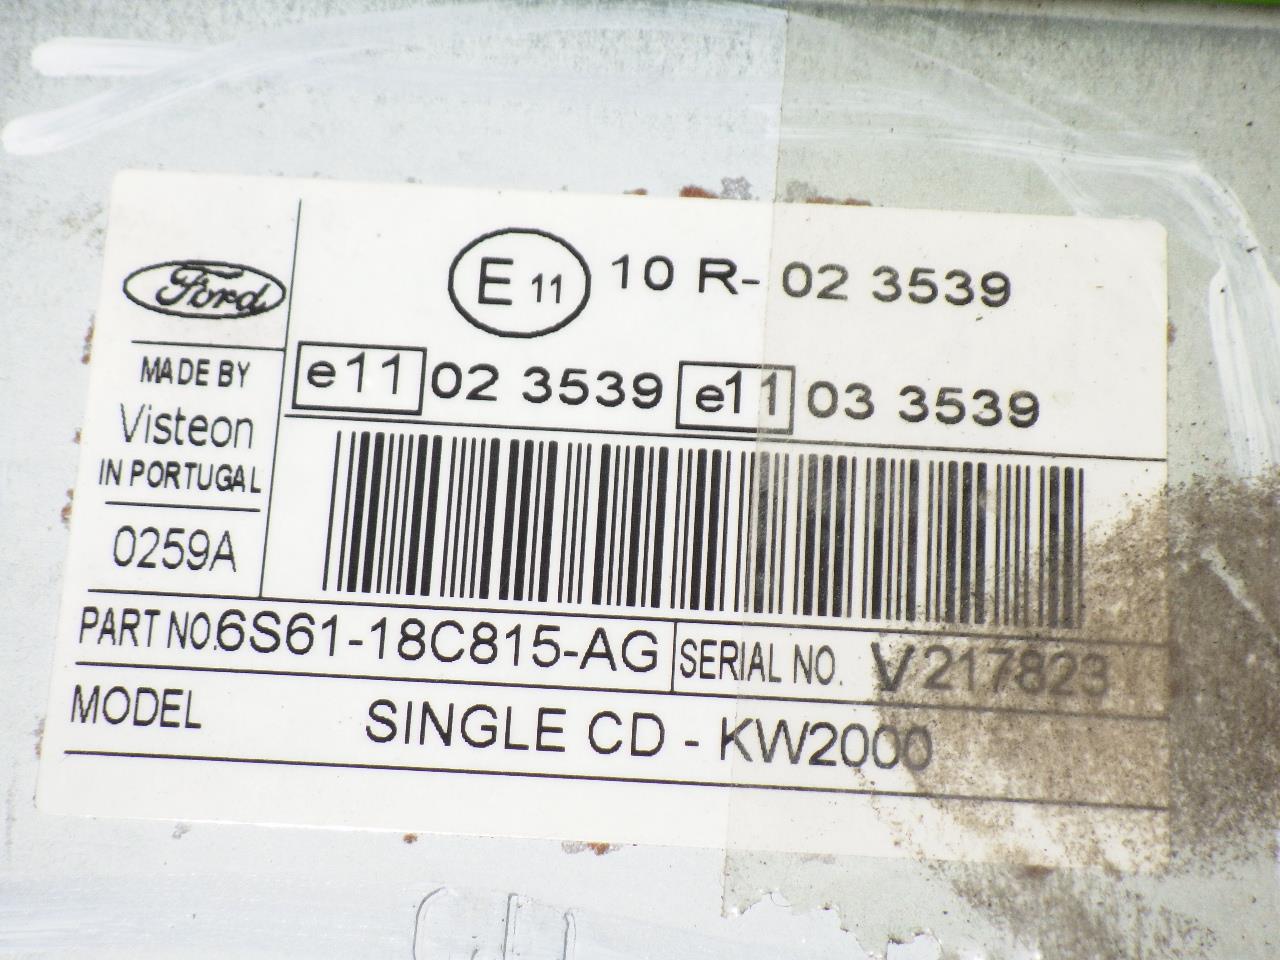 Ford
MADE BY
Visteon
IN PORTUGAL
0259A
E 11 10 R- 02 3539
e11 02 3539 e11 03 3539
PART NO. 6S61-18C815-AG SERIAL NO. V217823
MODEL SINGLE CD - KW2000